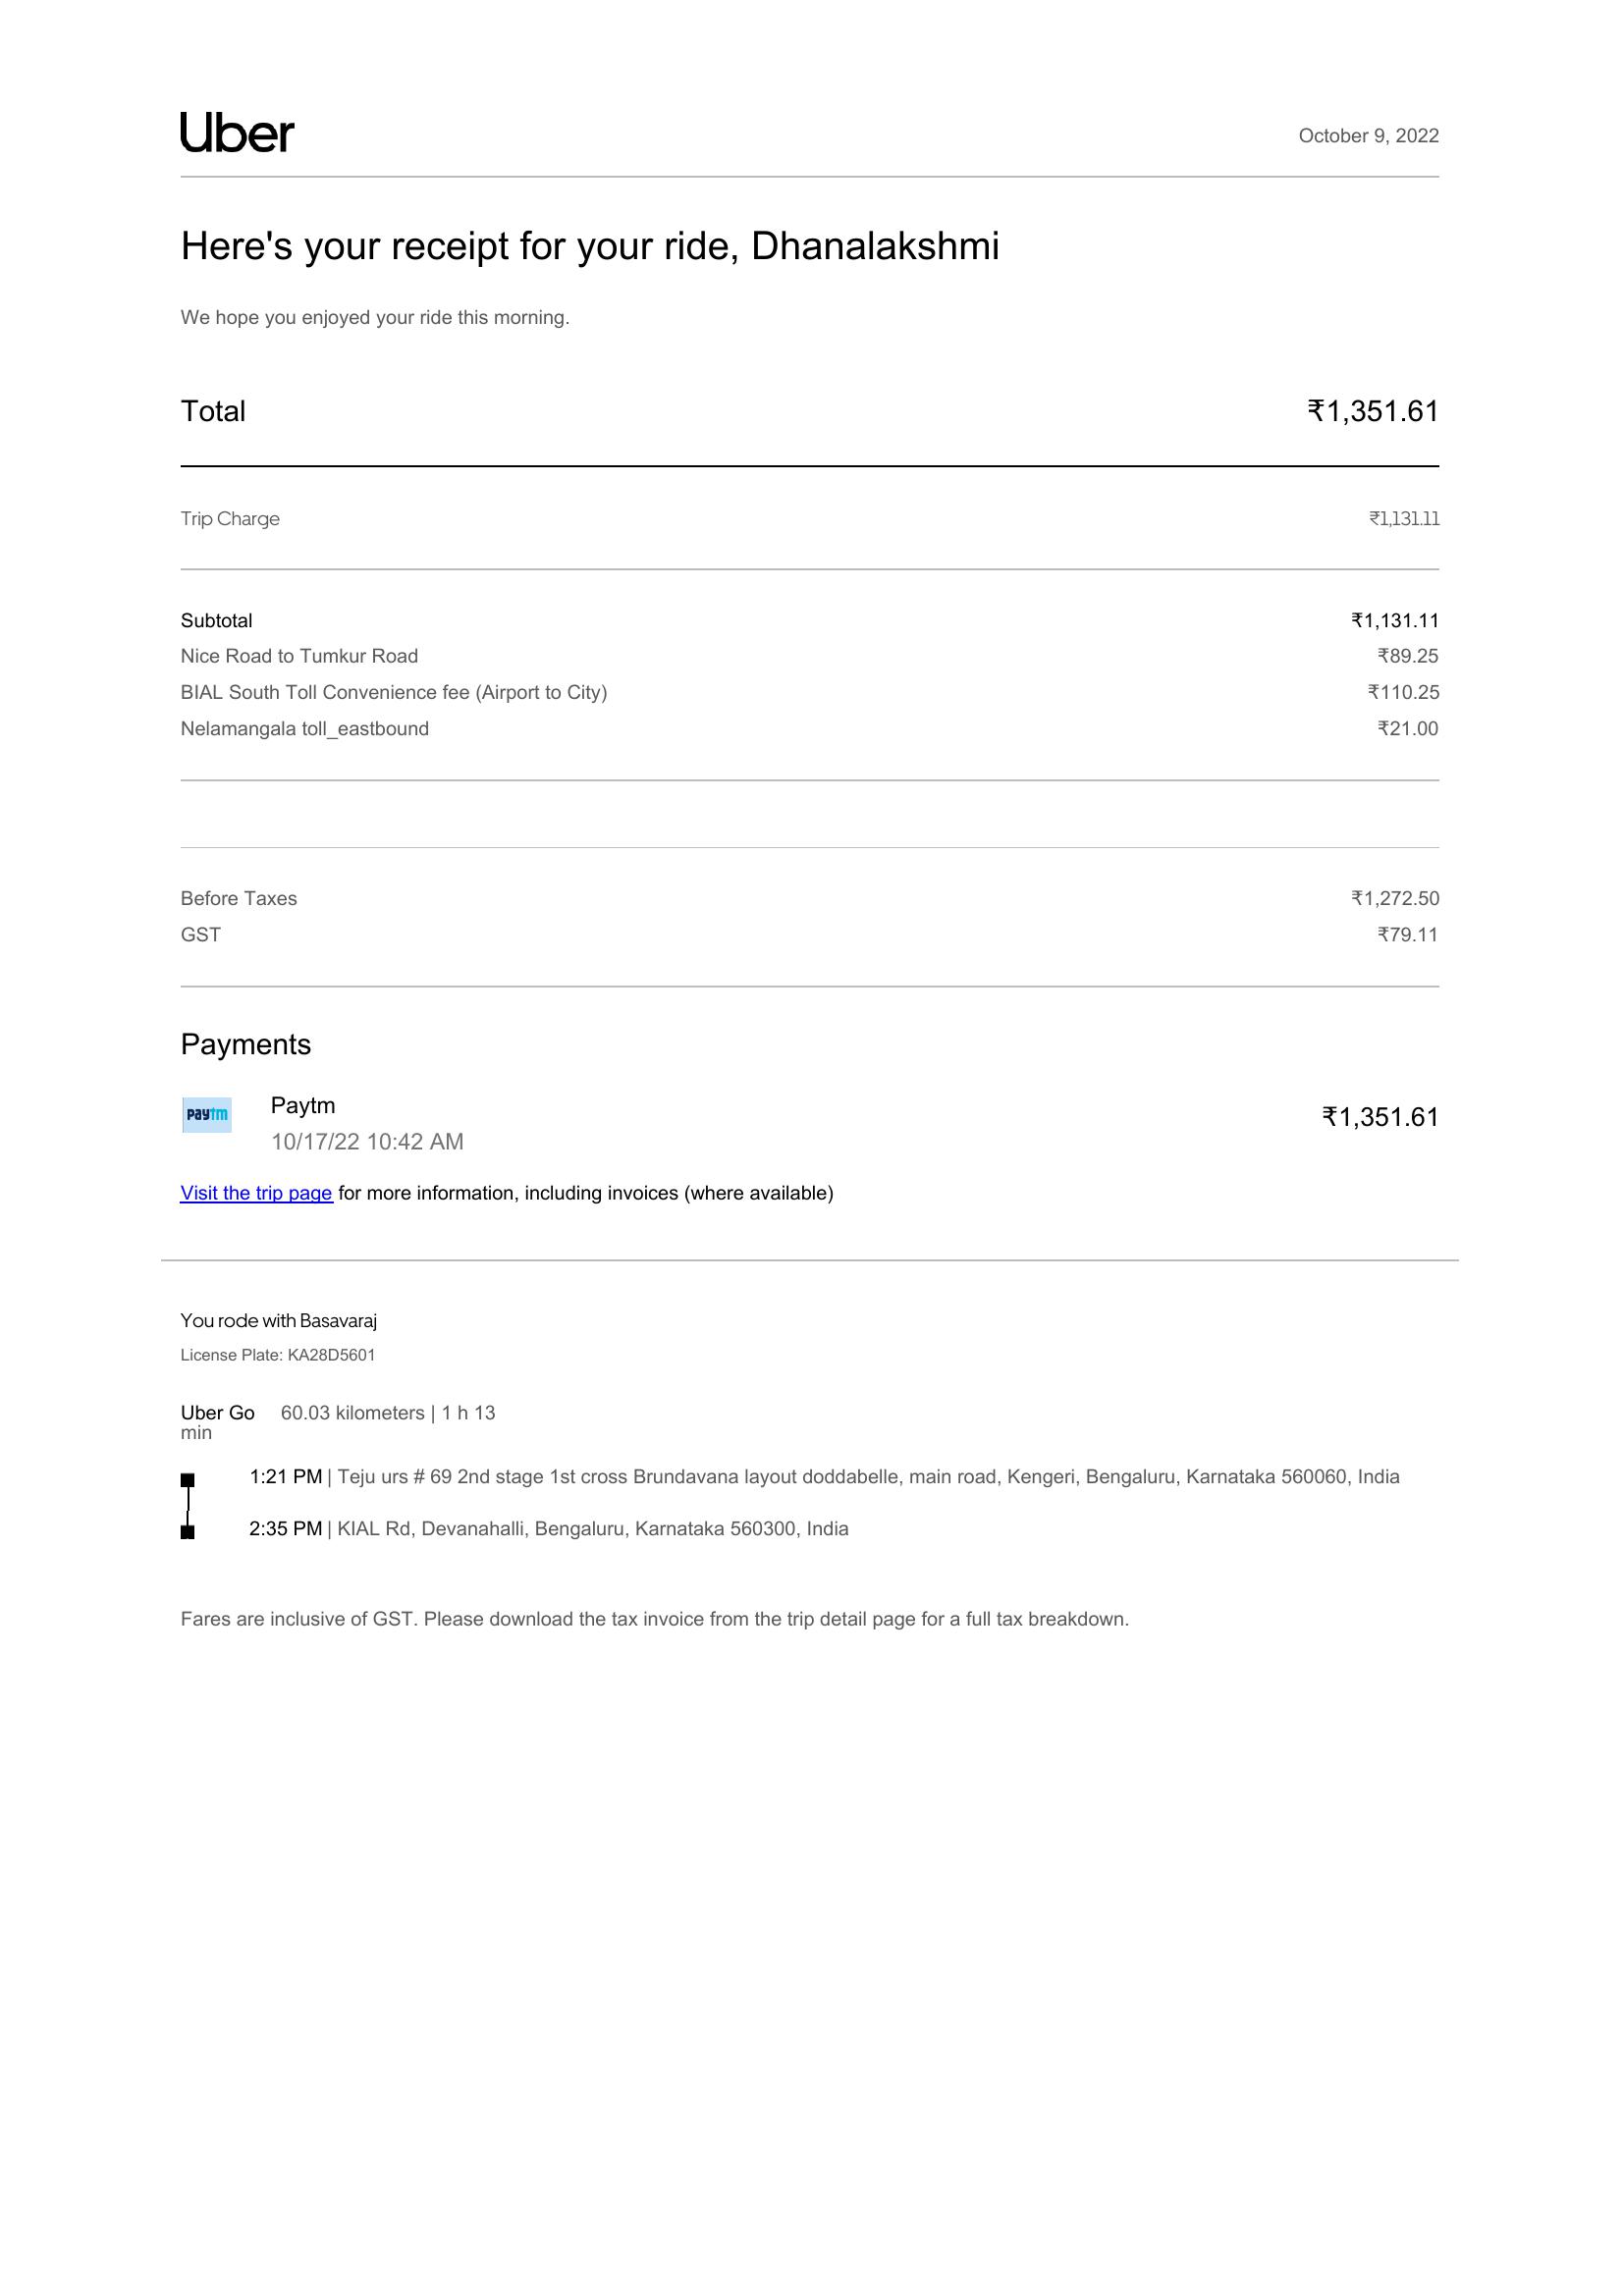 Uber
October 9, 2022
Here's your receipt for your ride, Dhanalakshmi
We hope you enjoyed your ride this morning.
Total ₹1,351.61
Trip Charge ₹1,131.11
Subtotal ₹1,131.11
Nice Road to Tumkur Road ₹89.25
BIAL South Toll Convenience fee (Airport to City) ₹110.25
Nelamangala toll_eastbound ₹21.00
Before Taxes ₹1,272.50
GST ₹79.11
Payments
paytm Paytm ₹1,351.61
10/17/22 10:42 AM
Visit the trip page for more information, including invoices (where available)
You rode with Basavaraj
License Plate: KA28D5601
Uber Go 60.03 kilometers | 1 h 13
min
1:21 PM | Teju urs # 69 2nd stage 1st cross Brundavana layout doddabelle, main road, Kengeri, Bengaluru, Karnataka 560060, India
2:35 PM | KIAL Rd, Devanahalli, Bengaluru, Karnataka 560300, India
Fares are inclusive of GST. Please download the tax invoice from the trip detail page for a full tax breakdown.